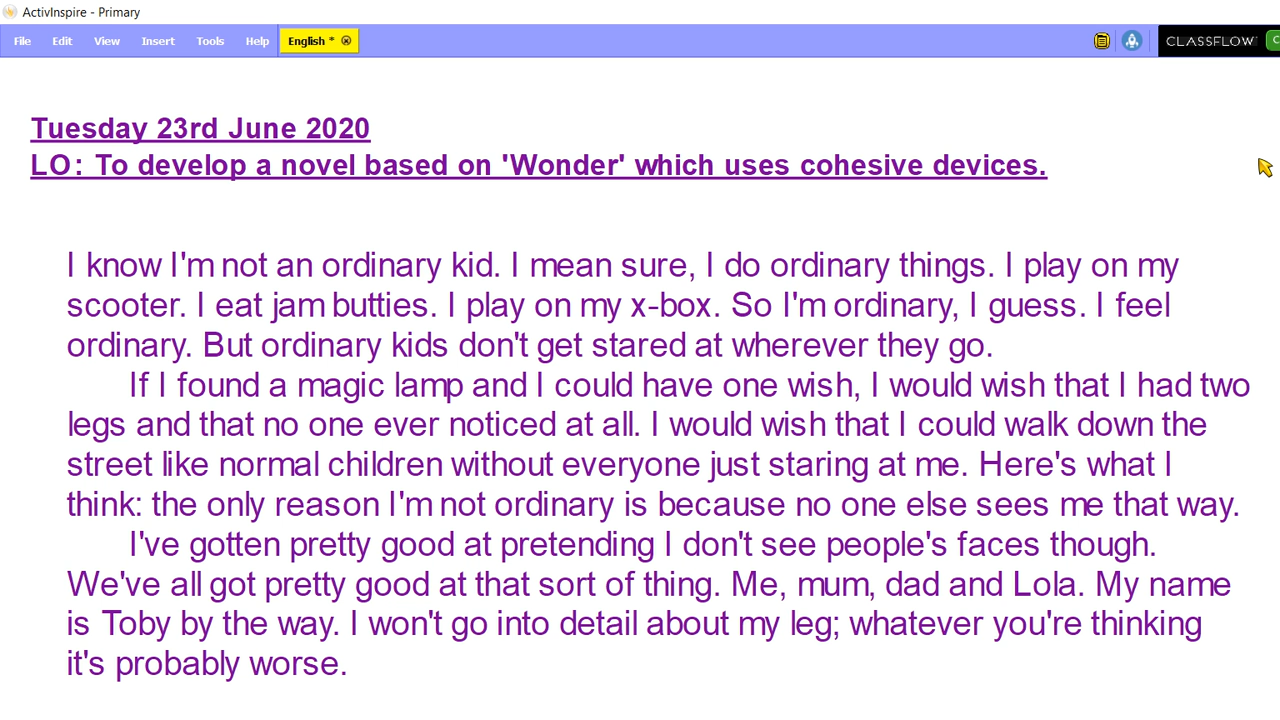 ActivInspire - Primary
File Edit View Insert Tools Help English * CLASSFLOW
Tuesday 23rd June 2020
LO: To develop a novel based on 'Wonder' which uses cohesive devices.
I know I'm not an ordinary kid. I mean sure, I do ordinary things. I play on my
scooter. I eat jam butties. I play on my x-box. So I'm ordinary, I guess. I feel
ordinary. But ordinary kids don't get stared at wherever they go.
If I found a magic lamp and I could have one wish, I would wish that I had two
legs and that no one ever noticed at all. I would wish that I could walk down the
street like normal children without everyone just staring at me. Here's what I
think: the only reason I'm not ordinary is because no one else sees me that way.
I've gotten pretty good at pretending I don't see people's faces though.
We've all got pretty good at that sort of thing. Me, mum, dad and Lola. My name
is Toby by the way. I won't go into detail about my leg; whatever you're thinking
it's probably worse.